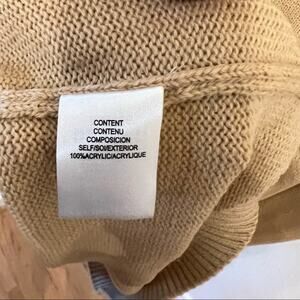 CONTENT
CONTENU
COMPOSICION
SELF/SOI/EXTERIOR
100%ACRYLIC/ACRYLIQUE